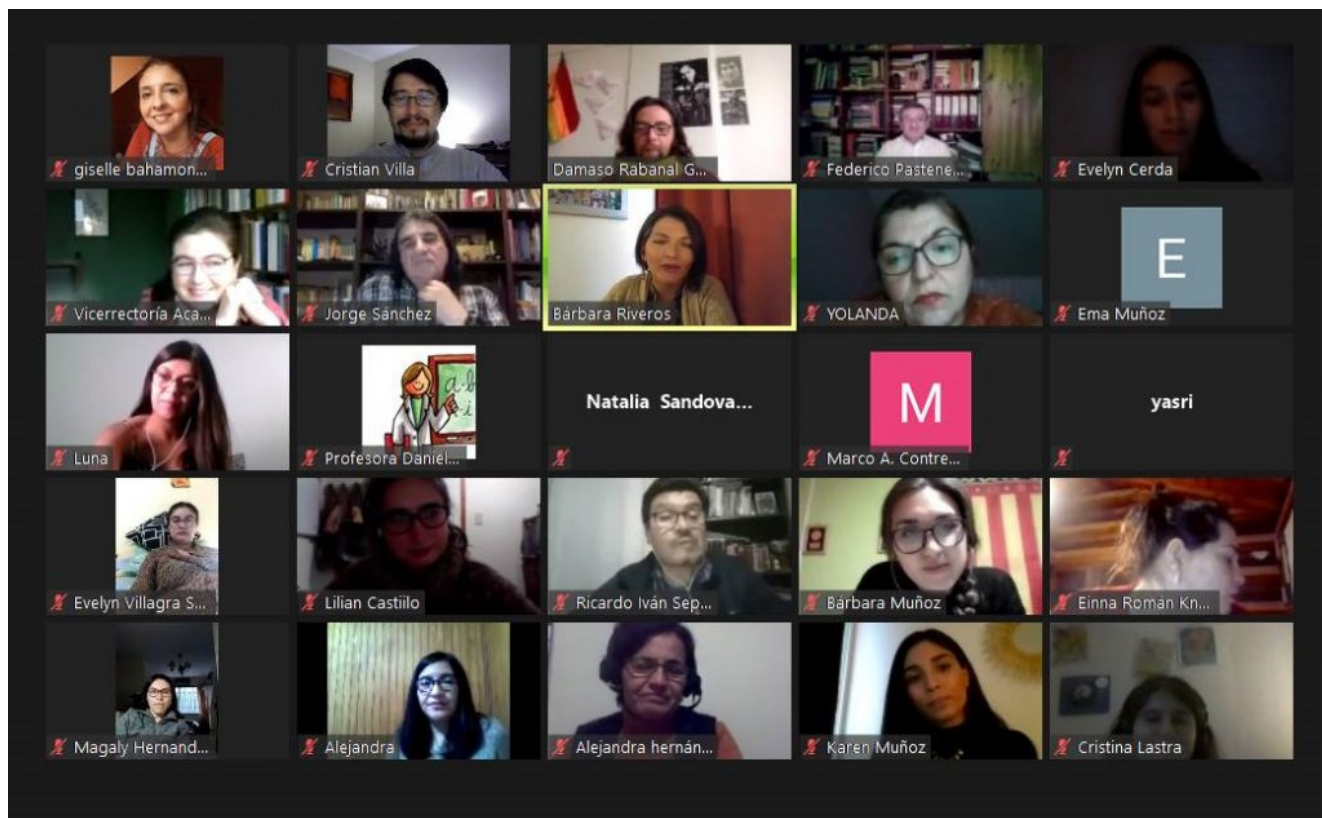 giselle bahamon...
Cristian Villa
Damaso Rabanal G...
Federico Pastene...
Evelyn Cerda
Vicerrectoría Aca...
Jorge Sánchez
Bárbara Riveros
YOLANDA
E
Ema Muñoz
Luna
a-b
Profesora Daniel...
Natalia Sandova...
M
Marco A. Contre...
yasri
Evelyn Villagra S...
Lilian Castiilo
Ricardo Iván Sep...
Bárbara Muñoz
Einna Román Kn...
Magaly Hernand...
Alejandra
Alejandra hernán...
Karen Muñoz
Cristina Lastra